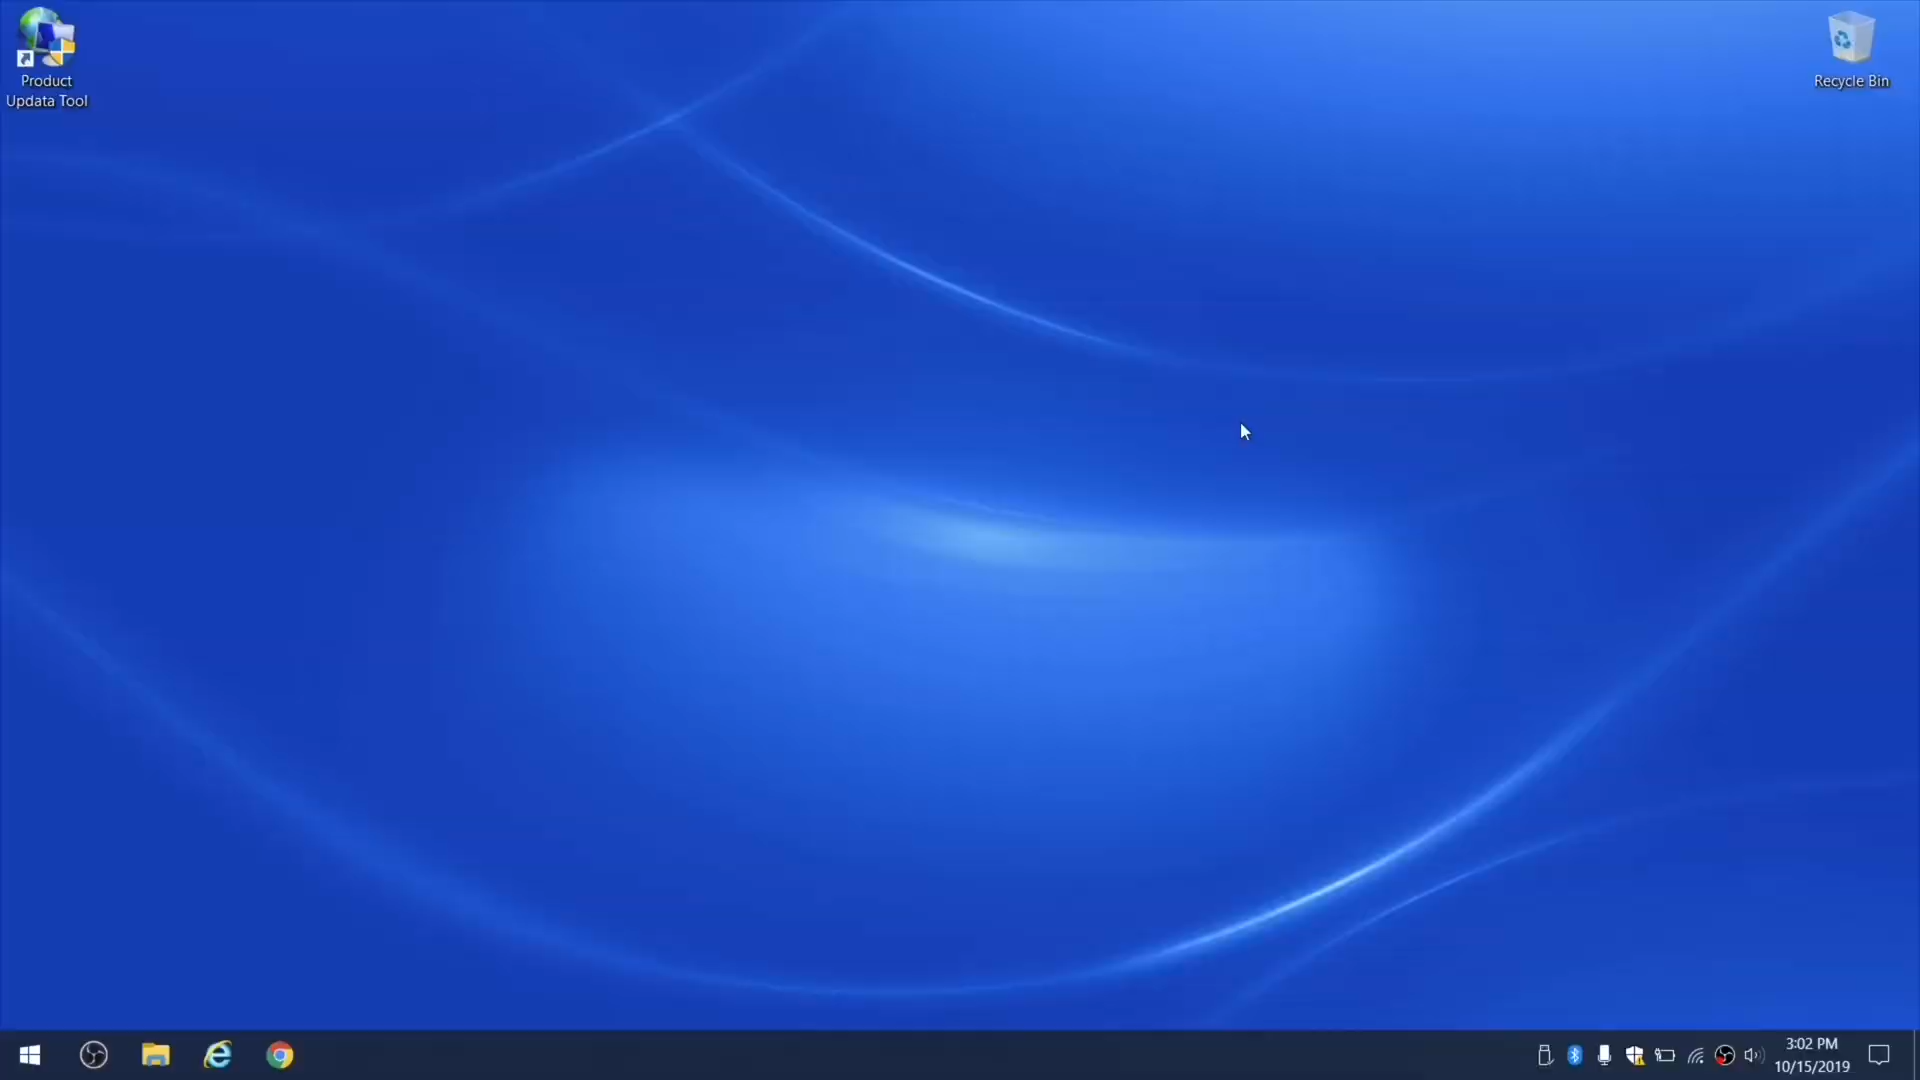 Product
Updata Tool
Recycle Bin
3:02 PM
10/15/2019